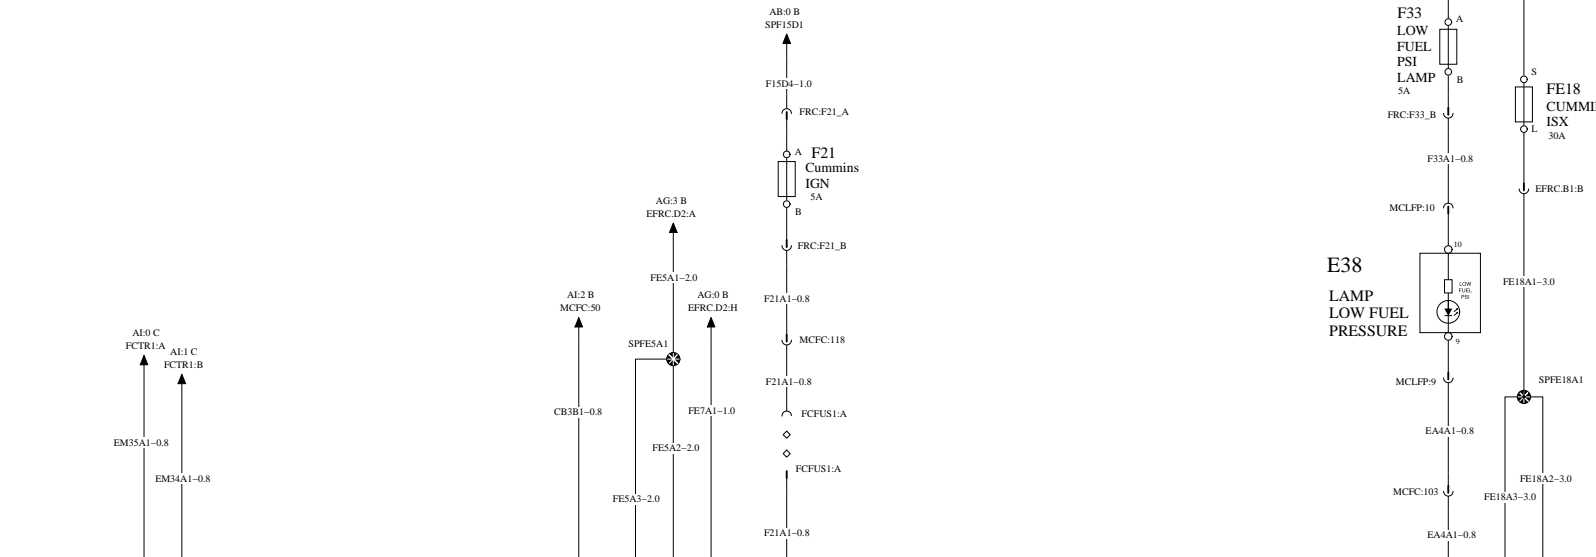 AB:0 B
SPF15D1
F15D4-1.0
FRC:F21_A
A
F21
Cummins
IGN
5A
B
FRC:F21_B
F21A1-0.8
MCFC:118
F21A1-0.8
FCFUS1:A
FCFUS1:A
F21A1-0.8
AI:0 C
FCTR1:A
AI:1 C
FCTR1:B
EM35A1-0.8
EM34A1-0.8
AI:2 B
MCFC:50
CB3B1-0.8
AG:3 B
EFRC.D2:A
FE5A1-2.0
SPFE5A1
FE5A2-2.0
FE5A3-2.0
AG:0 B
EFRC.D2:H
FE7A1-1.0
F33
LOW
FUEL
PSI
LAMP
5A
A
B
FRC:F33_B
F33A1-0.8
MCLFP:10
10
E38
LAMP
LOW FUEL
PRESSURE
LOW
FUEL
PSI
9
MCLFP:9
EA4A1-0.8
MCFC:103
EA4A1-0.8
S
FE18
CUMMI
ISX
30A
L
EFRC.B1:B
FE18A1-3.0
SPFE18A1
FE18A2-3.0
FE18A3-3.0